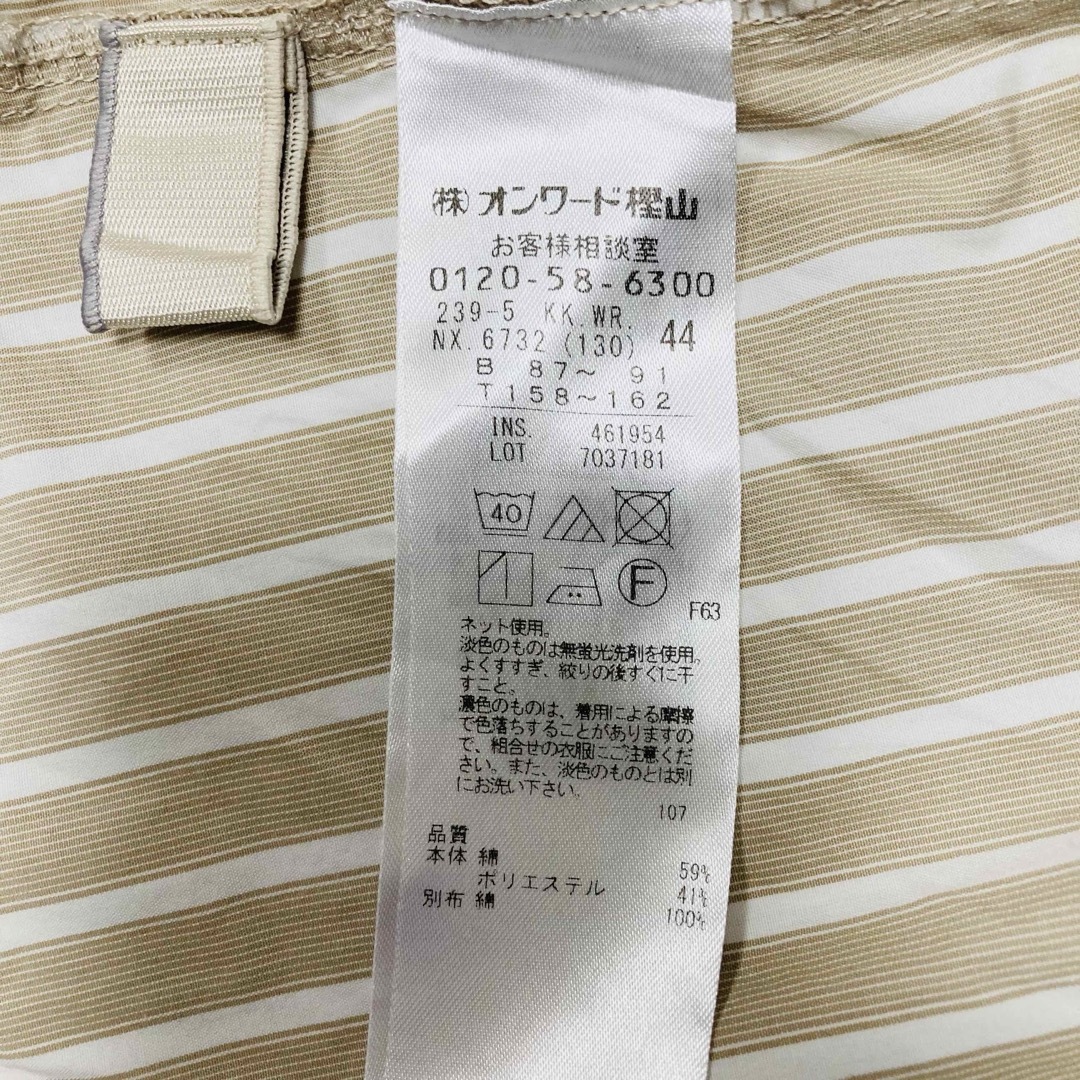 (株)オンワード樫山
お客様相談室
0120-58-6300
239-5 KK.WR.
NX.6732(130) 44
B 87〜 91
T158〜162
INS. 461954
LOT 7037181
40
F
F63
ネット使用。
淡色のものは無蛍光洗剤を使用。
よくすすぎ、絞りの後すぐに干
すこと。
濃色のものは、着用による摩擦
で色落ちすることがありますの
で、組合せの衣服にご注意くだ
さい。また、淡色のものとは別
にお洗い下さい。
107
品質
本体 綿 59%
ポリエステル 41%
別布 綿 100%